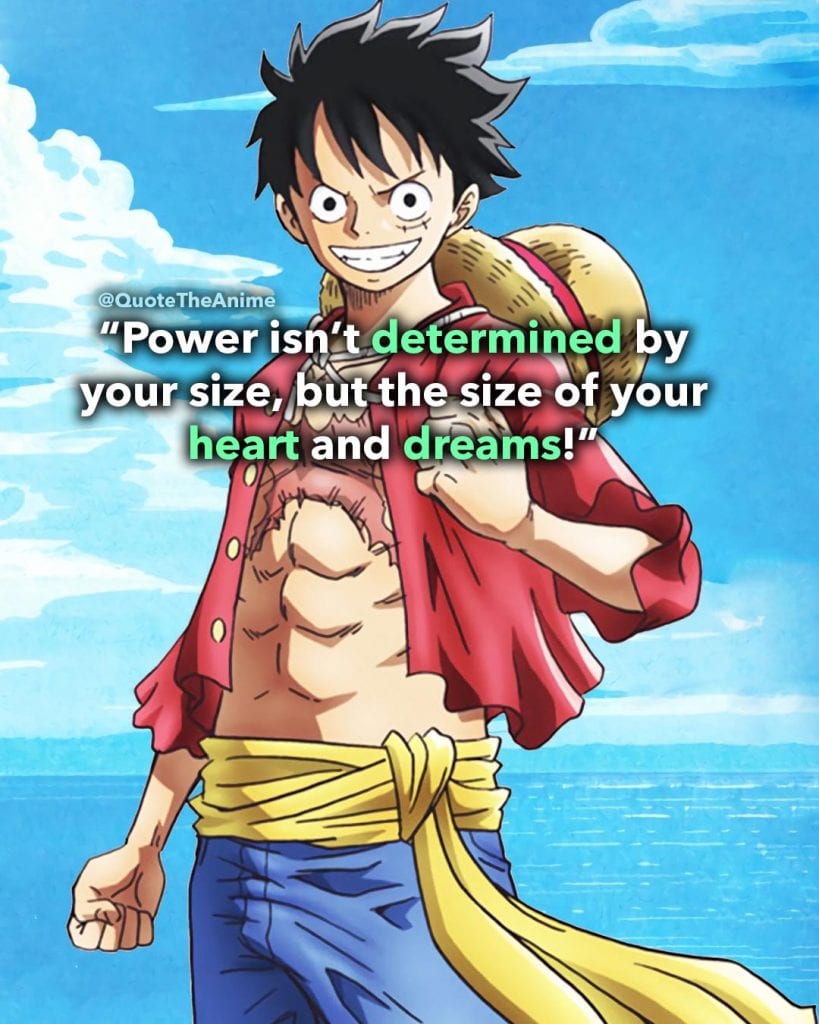 @QuoteTheAnime
“Power isn’t determined by
your size, but the size of your
heart and dreams!”